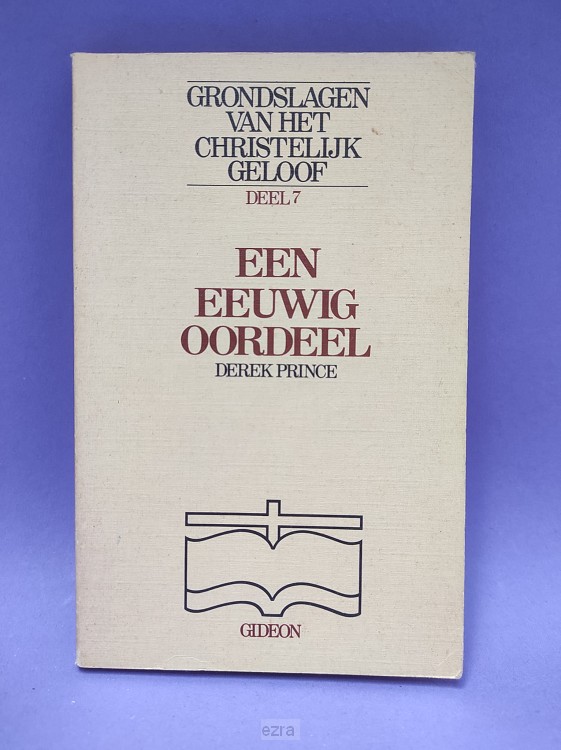 GRONDSLAGEN
VAN HET
CHRISTELIJK
GELOOF
DEEL 7
EEN
EEUWIG
OORDEEL
DEREK PRINCE
GIDEON
ezra